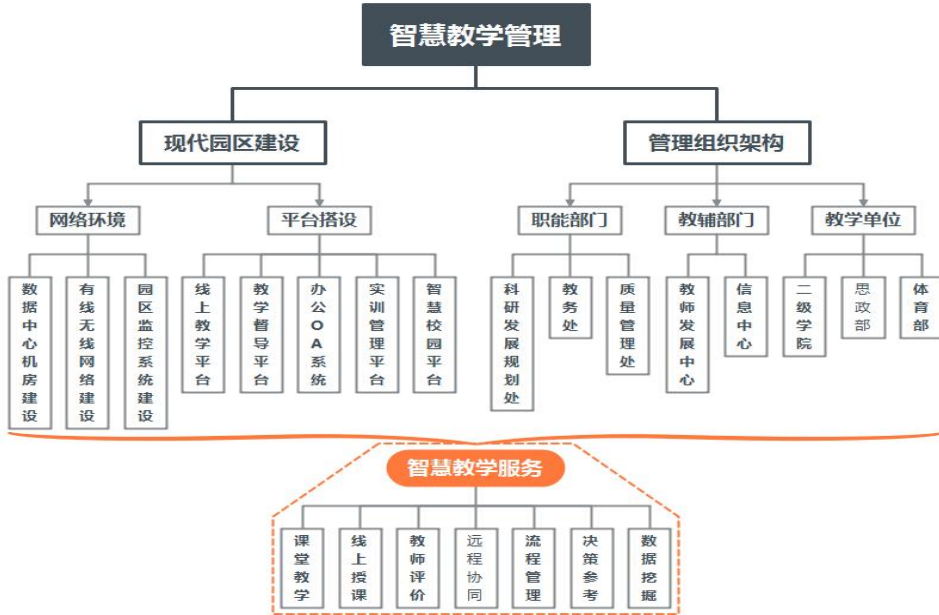 智慧教学管理
现代园区建设
管理组织架构
网络环境
平台搭设
职能部门
教辅部门
教学单位
数据中心机房建设
有线无线网络建设
园区监控系统建设
线上教学平台
教学督导平台
办公OA系统
实训管理平台
智慧校园平台
科研发展规划处
教务处
质量管理处
教师发展中心
信息中心
二级学院
思政部
体育部
智慧教学服务
课堂教学
线上授课
教师评价
远程协同
流程管理
决策参考
数据挖掘